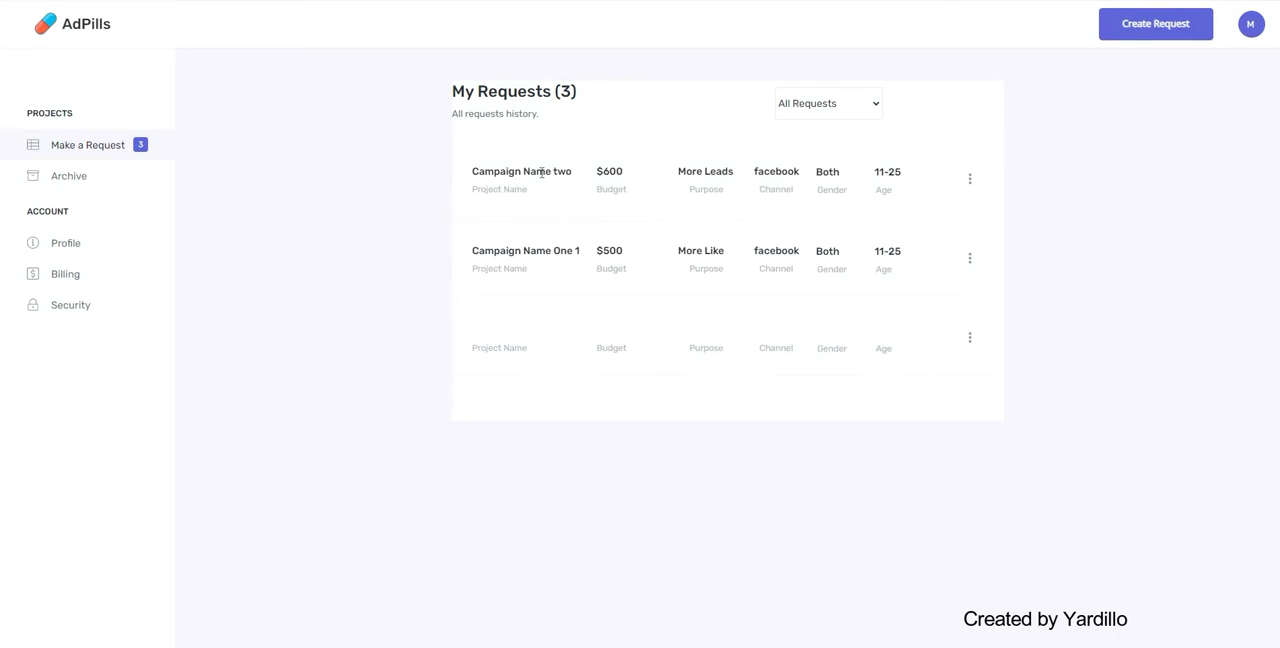 AdPills
Create Request
M
PROJECTS
Make a Request 3
Archive
ACCOUNT
Profile
Billing
Security
My Requests (3)
All requests history.
All Requests
Campaign Name two $600 More Leads facebook Both 11-25
Project Name Budget Purpose Channel Gender Age
Campaign Name One 1 $500 More Like facebook Both 11-25
Project Name Budget Purpose Channel Gender Age
Project Name Budget Purpose Channel Gender Age
Created by Yardillo